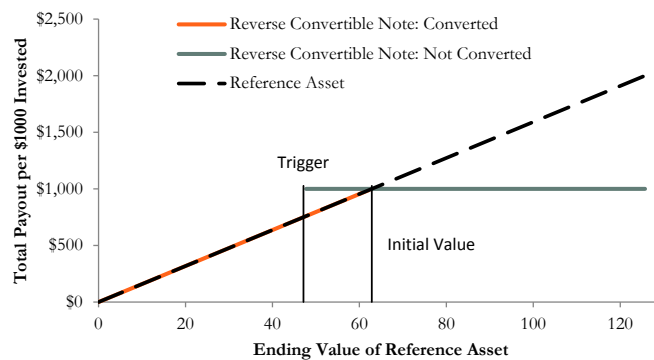 Reverse Convertible Note: Converted
Reverse Convertible Note: Not Converted
Reference Asset
Total Payout per $1000 Invested
$2,500
$2,000
$1,500
$1,000
$500
$0
Trigger
Initial Value
0 20 40 60 80 100 120
Ending Value of Reference Asset